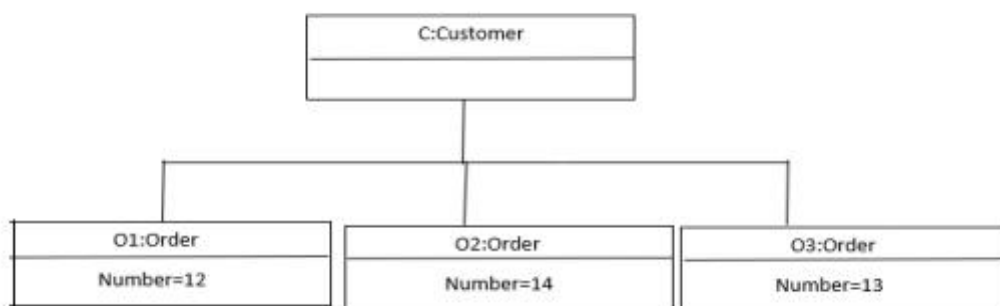 C:Customer
O1:Order
Number=12
O2:Order
Number=14
O3:Order
Number=13